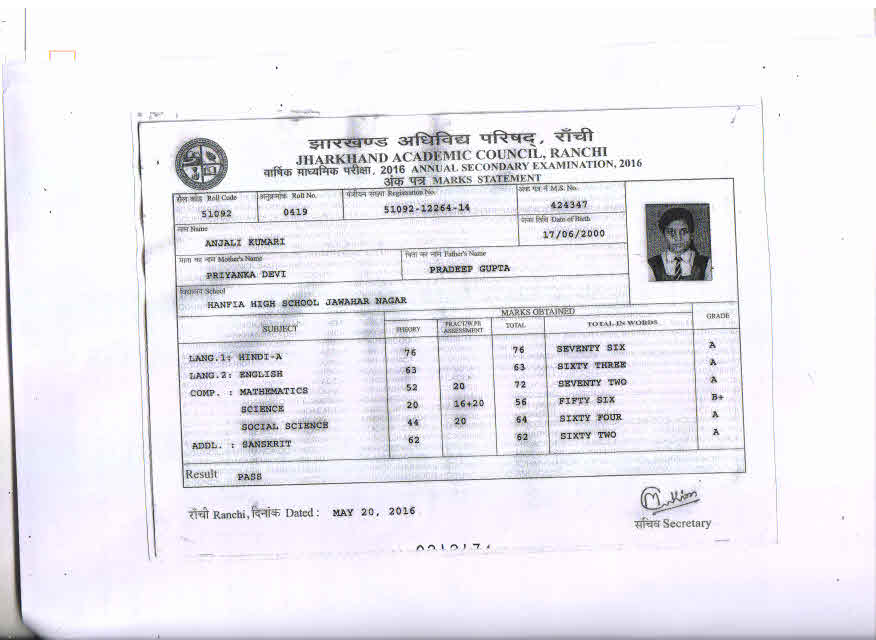 झारखण्ड अधिविद्य परिषद्, राँची
JHARKHAND ACADEMIC COUNCIL, RANCHI
वार्षिक माध्यमिक परीक्षा, 2016 ANNUAL SECONDARY EXAMINATION, 2016
अंक पत्र MARKS STATEMENT
रौल कोड Roll Code अनुक्रमांक Roll No. पंजीयन संख्या Registration No. अंक पत्र में M.S. No.
51092 0419 51092-12264-14 424347
नाम Name जन्म तिथि Date of Birth
ANJALI KUMARI 17/06/2000
माता का नाम Mother's Name पिता का नाम Father's Name
PRIYANKA DEVI PRADEEP GUPTA
विद्यालय School
HANFIA HIGH SCHOOL JAWAHAR NAGAR
MARKS OBTAINED
SUBJECT THEORY PRACT/W.PR ASSESSMENT TOTAL TOTAL IN WORDS GRADE
LANG.1: HINDI-A 76 76 SEVENTY SIX A
LANG.2: ENGLISH 63 63 SIXTY THREE A
COMP. : MATHEMATICS 52 20 72 SEVENTY TWO A
SCIENCE 20 16+20 56 FIFTY SIX B+
SOCIAL SCIENCE 44 20 64 SIXTY FOUR A
ADDL. : SANSKRIT 62 62 SIXTY TWO A
Result PASS
राँची Ranchi, दिनांक Dated : MAY 20, 2016
सचिव Secretary